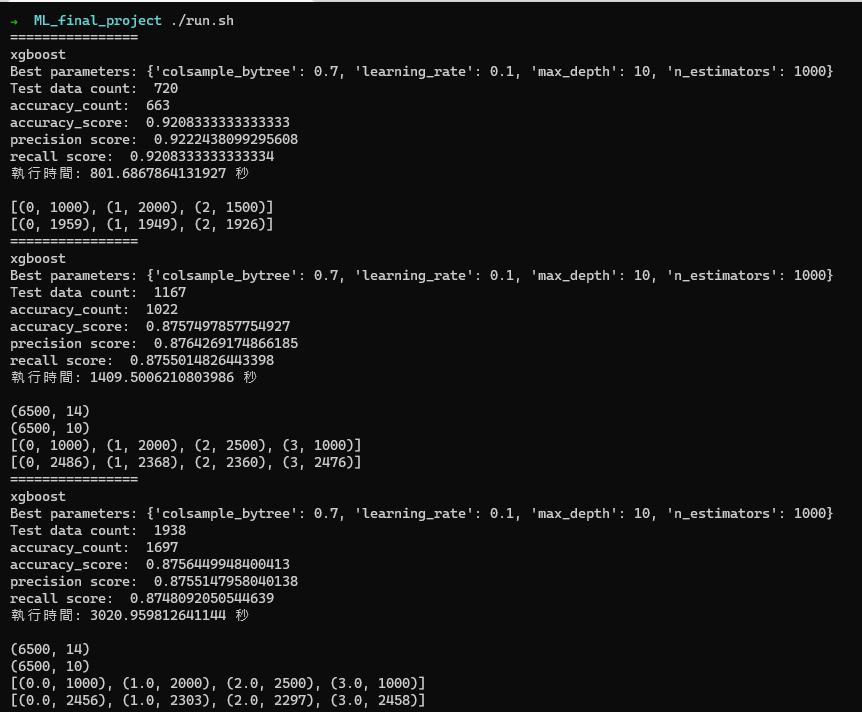 → ML_final_project ./run.sh
================
xgboost
Best parameters: {'colsample_bytree': 0.7, 'learning_rate': 0.1, 'max_depth': 10, 'n_estimators': 1000}
Test data count:  720
accuracy_count:  663
accuracy_score:  0.9208333333333333
precision score:  0.9222438099295608
recall score:  0.9208333333333334
執行時間: 801.6867864131927 秒
[(0, 1000), (1, 2000), (2, 1500)]
[(0, 1959), (1, 1949), (2, 1926)]
================
xgboost
Best parameters: {'colsample_bytree': 0.7, 'learning_rate': 0.1, 'max_depth': 10, 'n_estimators': 1000}
Test data count:  1167
accuracy_count:  1022
accuracy_score:  0.8757497857754927
precision score:  0.8764269174866185
recall score:  0.8755014826443398
執行時間: 1409.5006210803986 秒
(6500, 14)
(6500, 10)
[(0, 1000), (1, 2000), (2, 2500), (3, 1000)]
[(0, 2486), (1, 2368), (2, 2360), (3, 2476)]
================
xgboost
Best parameters: {'colsample_bytree': 0.7, 'learning_rate': 0.1, 'max_depth': 10, 'n_estimators': 1000}
Test data count:  1938
accuracy_count:  1697
accuracy_score:  0.8756449948400413
precision score:  0.8755147958040138
recall score:  0.8748092050544639
執行時間: 3020.959812641144 秒
(6500, 14)
(6500, 10)
[(0.0, 1000), (1.0, 2000), (2.0, 2500), (3.0, 1000)]
[(0.0, 2456), (1.0, 2303), (2.0, 2297), (3.0, 2458)]